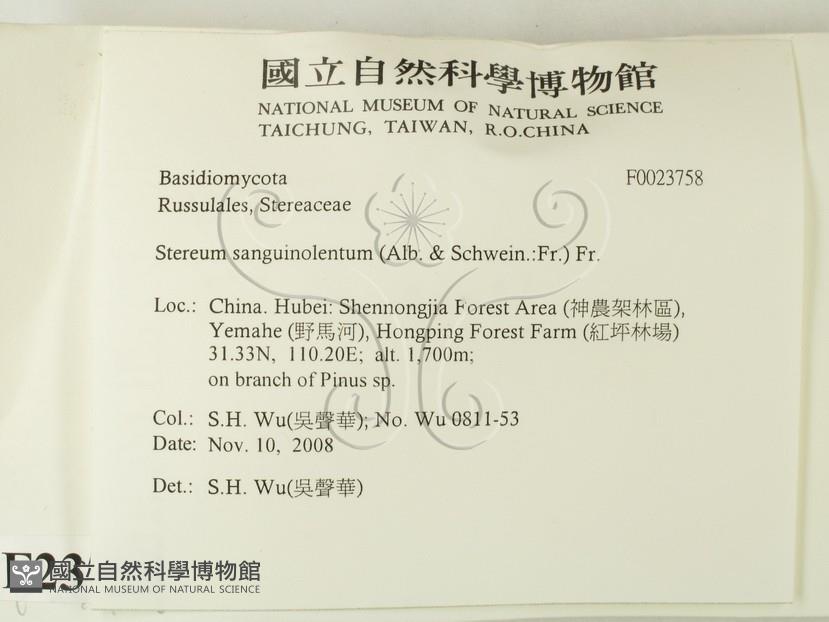 國立自然科學博物館
NATIONAL MUSEUM OF NATURAL SCIENCE
TAICHUNG, TAIWAN, R.O.CHINA
Basidiomycota F0023758
Russulales, Stereaceae
Stereum sanguinolentum (Alb. & Schwein.:Fr.) Fr.
Loc.: China. Hubei: Shennongjia Forest Area (神農架林區),
Yemahe (野馬河), Hongping Forest Farm (紅坪林場)
31.33N, 110.20E; alt. 1,700m;
on branch of Pinus sp.
Col.: S.H. Wu(吳聲華); No. Wu 0811-53
Date: Nov. 10, 2008
Det.: S.H. Wu(吳聲華)
F23
國立自然科學博物館
NATIONAL MUSEUM OF NATURAL SCIENCE